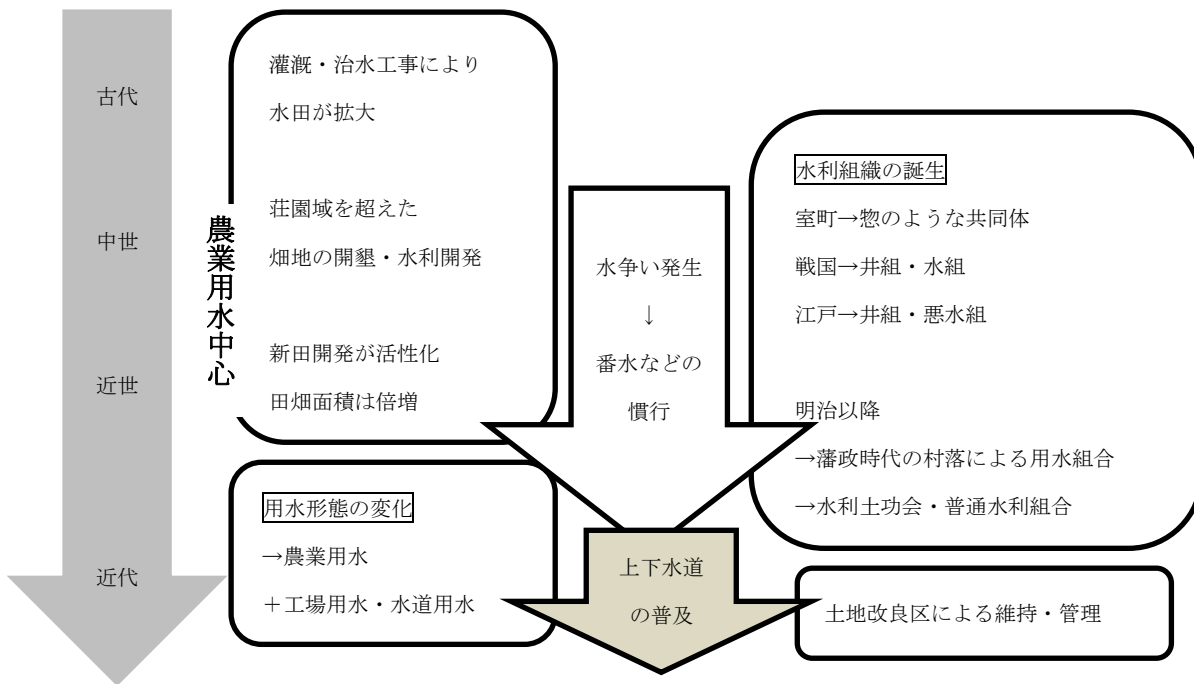 古代
中世
近世
近代
農業用水中心
灌漑・治水工事により
水田が拡大
荘園域を超えた
畑地の開墾・水利開発
新田開発が活性化
田畑面積は倍増
用水形態の変化
→農業用水
＋工場用水・水道用水
水争い発生
↓
番水などの
慣行
上下水道
の普及
水利組織の誕生
室町→惣のような共同体
戦国→井組・水組
江戸→井組・悪水組
明治以降
→藩政時代の村落による用水組合
→水利土功会・普通水利組合
土地改良区による維持・管理